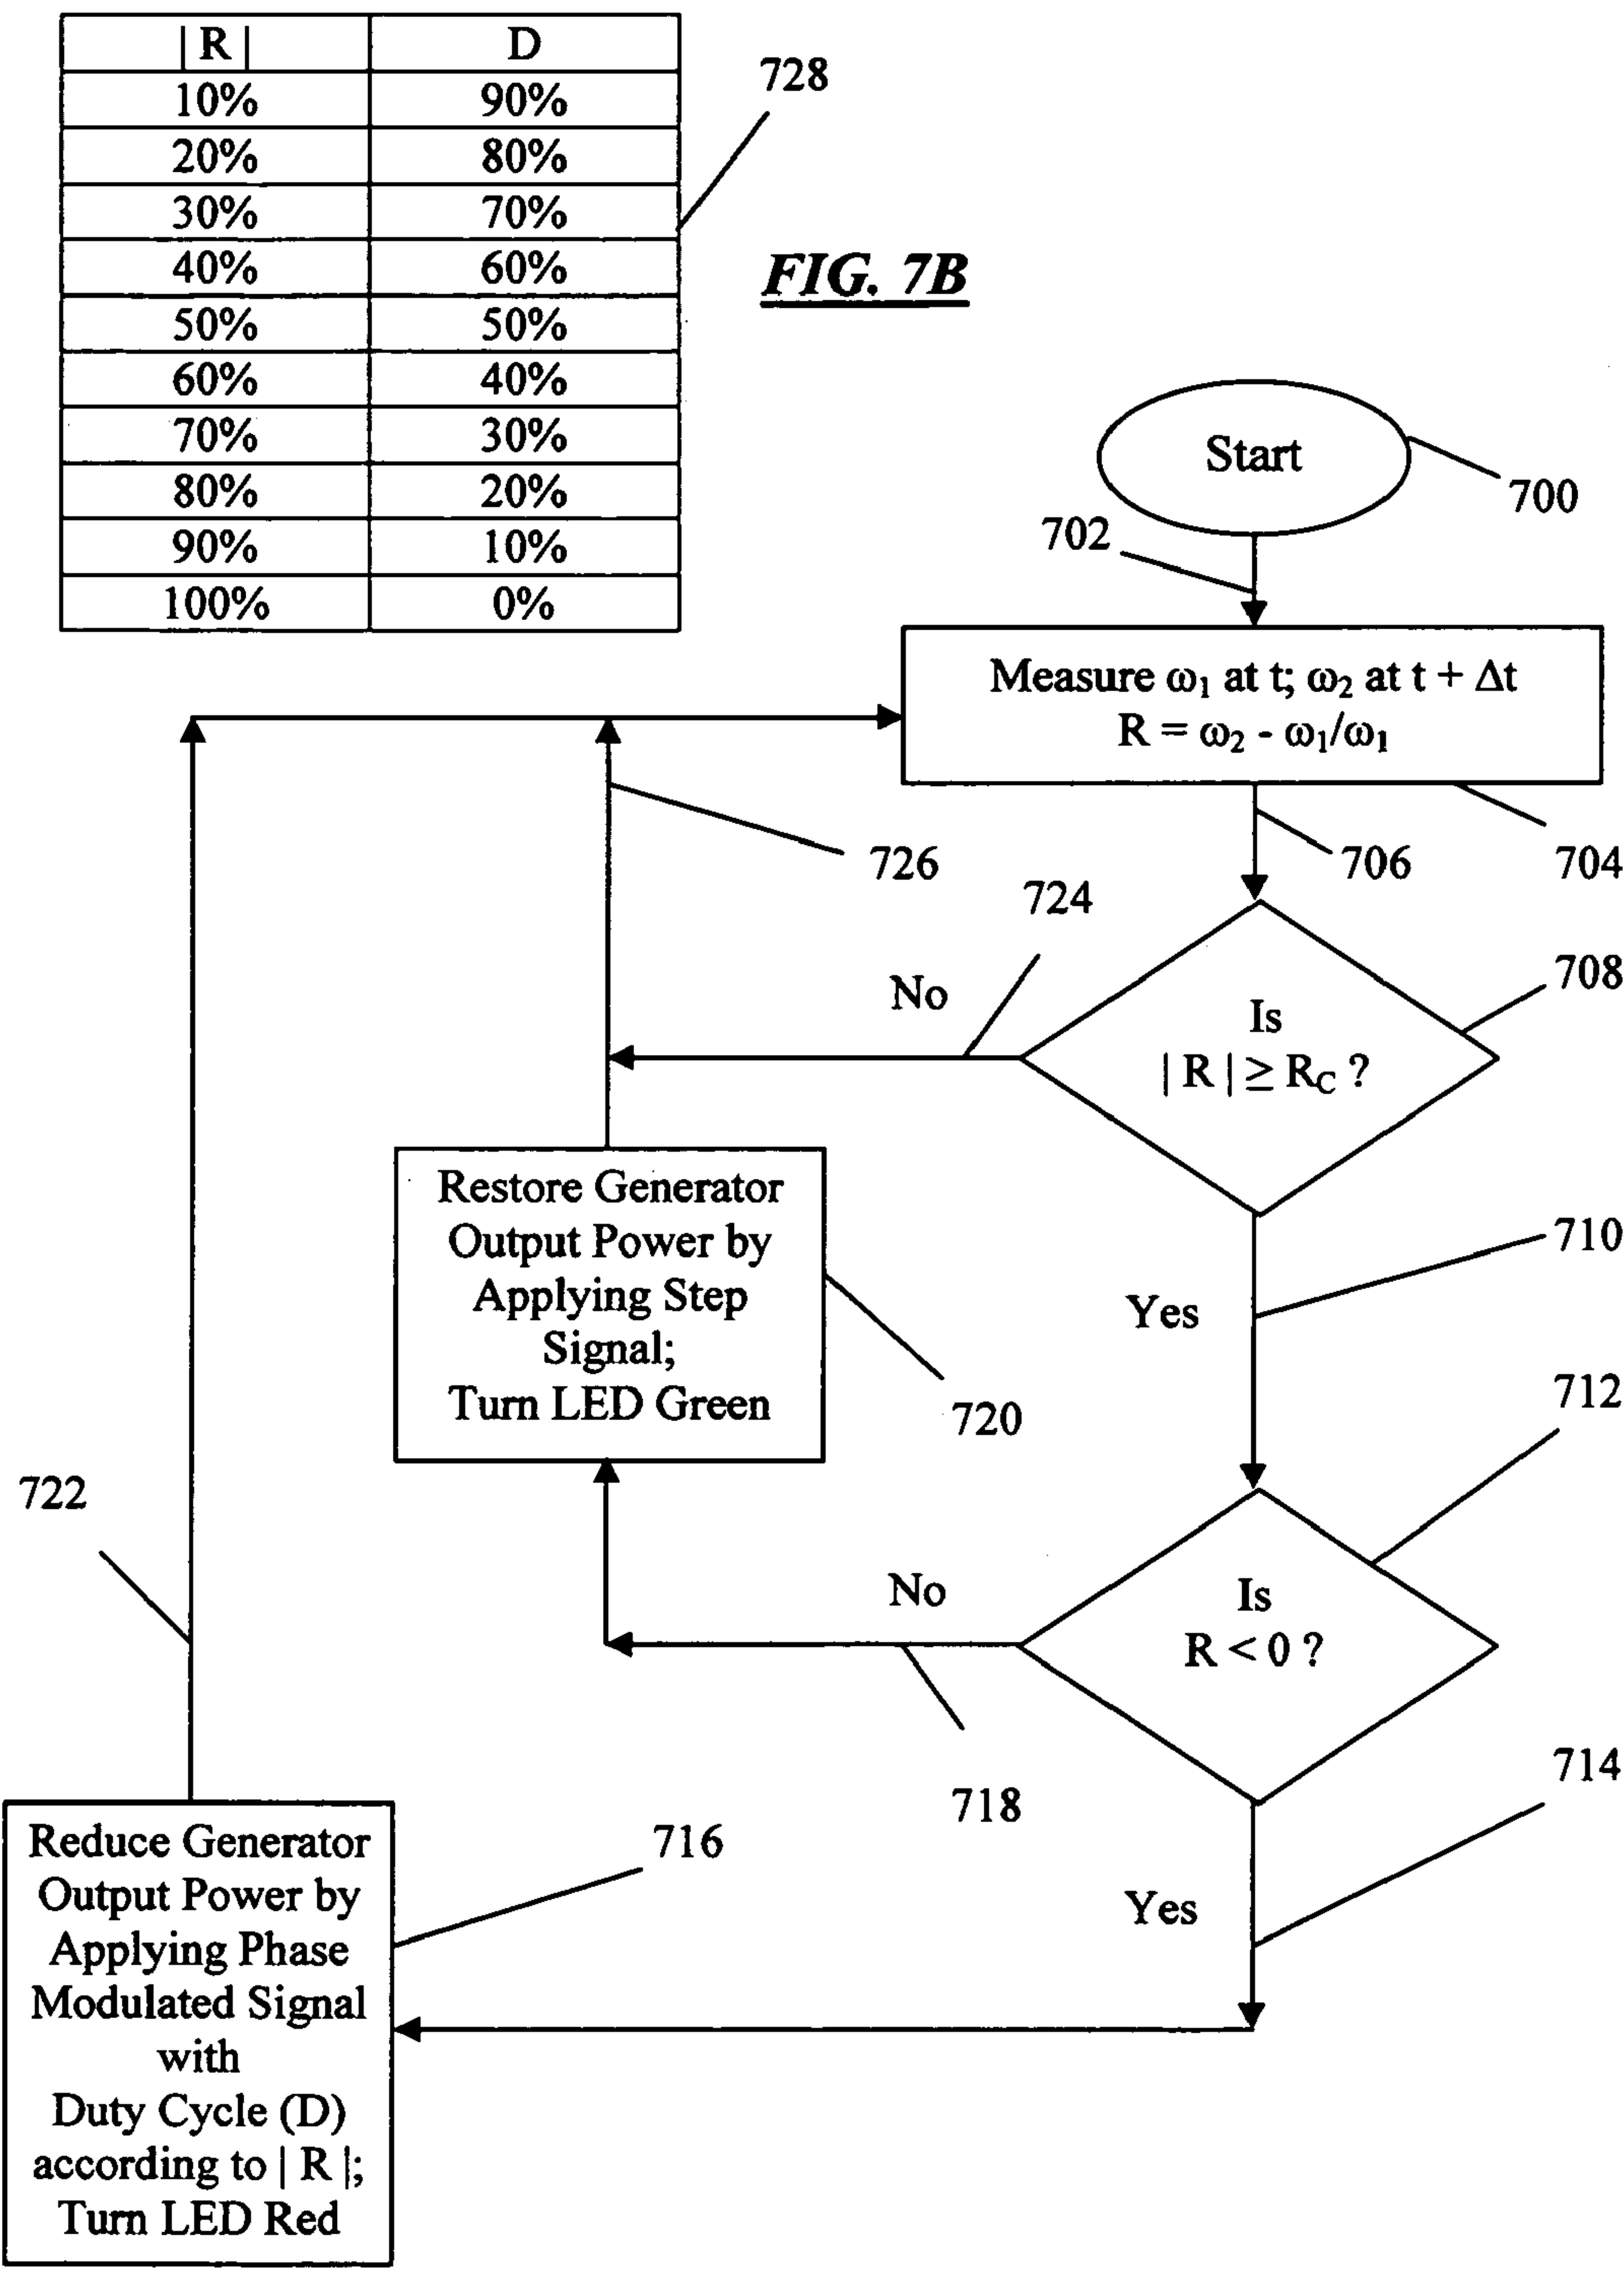 | R | D
10% 90%
20% 80%
30% 70%
40% 60%
50% 50%
60% 40%
70% 30%
80% 20%
90% 10%
100% 0%
728
FIG. 7B
Start
700
702
Measure ω₁ at t; ω₂ at t + Δt
R = ω₂ - ω₁/ω₁
704
706
726
724
No
708
Is
| R | ≥ R_C ?
Restore Generator
Output Power by
Applying Step
Signal;
Turn LED Green
720
710
Yes
712
722
No
Is
R < 0 ?
718
714
Yes
716
Reduce Generator
Output Power by
Applying Phase
Modulated Signal
with
Duty Cycle (D)
according to | R |;
Turn LED Red